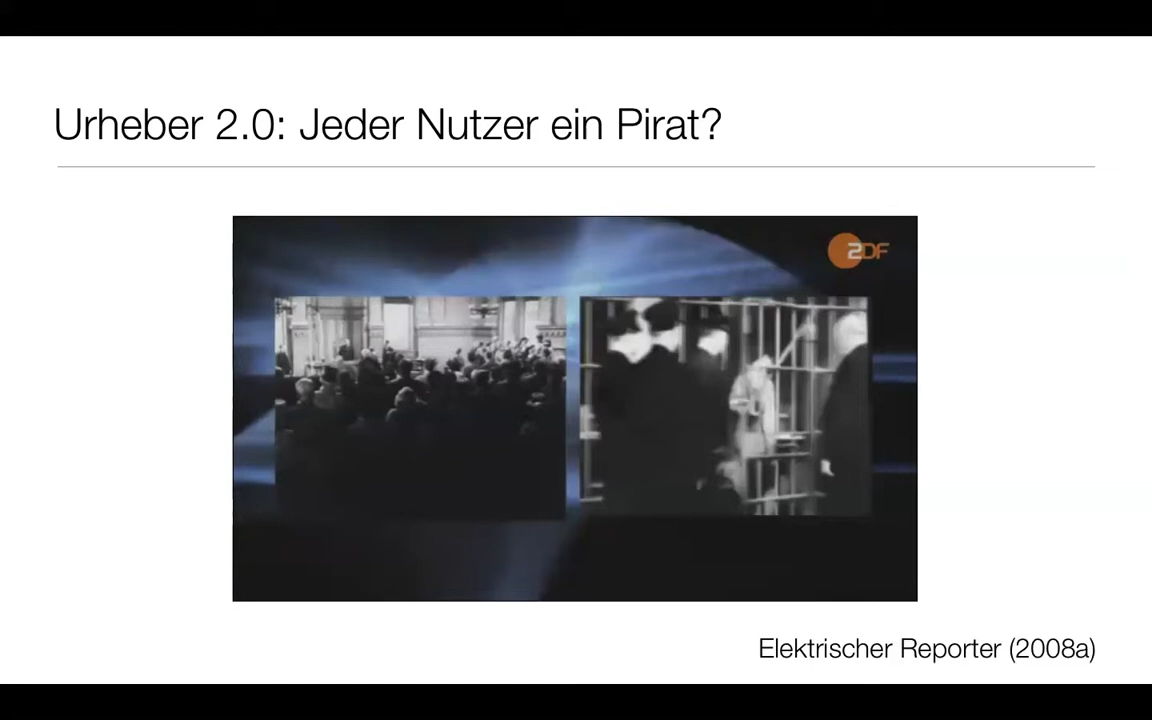 Urheber 2.0: Jeder Nutzer ein Pirat?
ZDF
Elektrischer Reporter (2008a)